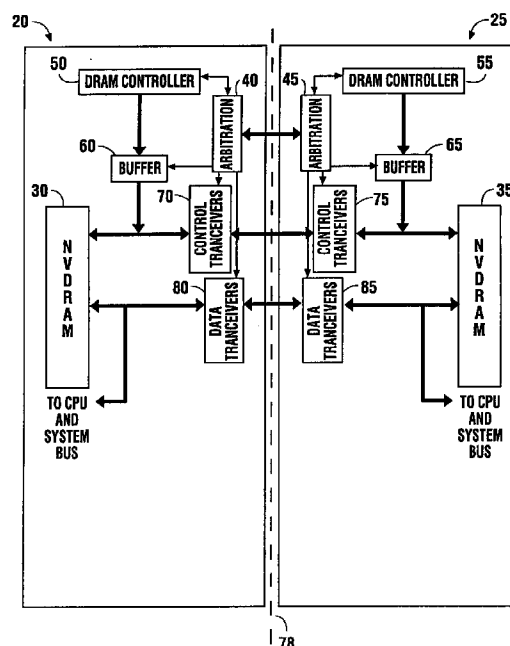 20
25
50
DRAM CONTROLLER
40
45
DRAM CONTROLLER
55
ARBITRATION
ARBITRATION
60
BUFFER
BUFFER
65
30
70
CONTROL
TRANCEIVERS
CONTROL
TRANCEIVERS
75
35
NVDRAM
NVDRAM
80
DATA
TRANCEIVERS
DATA
TRANCEIVERS
85
TO CPU
AND
SYSTEM
BUS
TO CPU
AND
SYSTEM
BUS
78